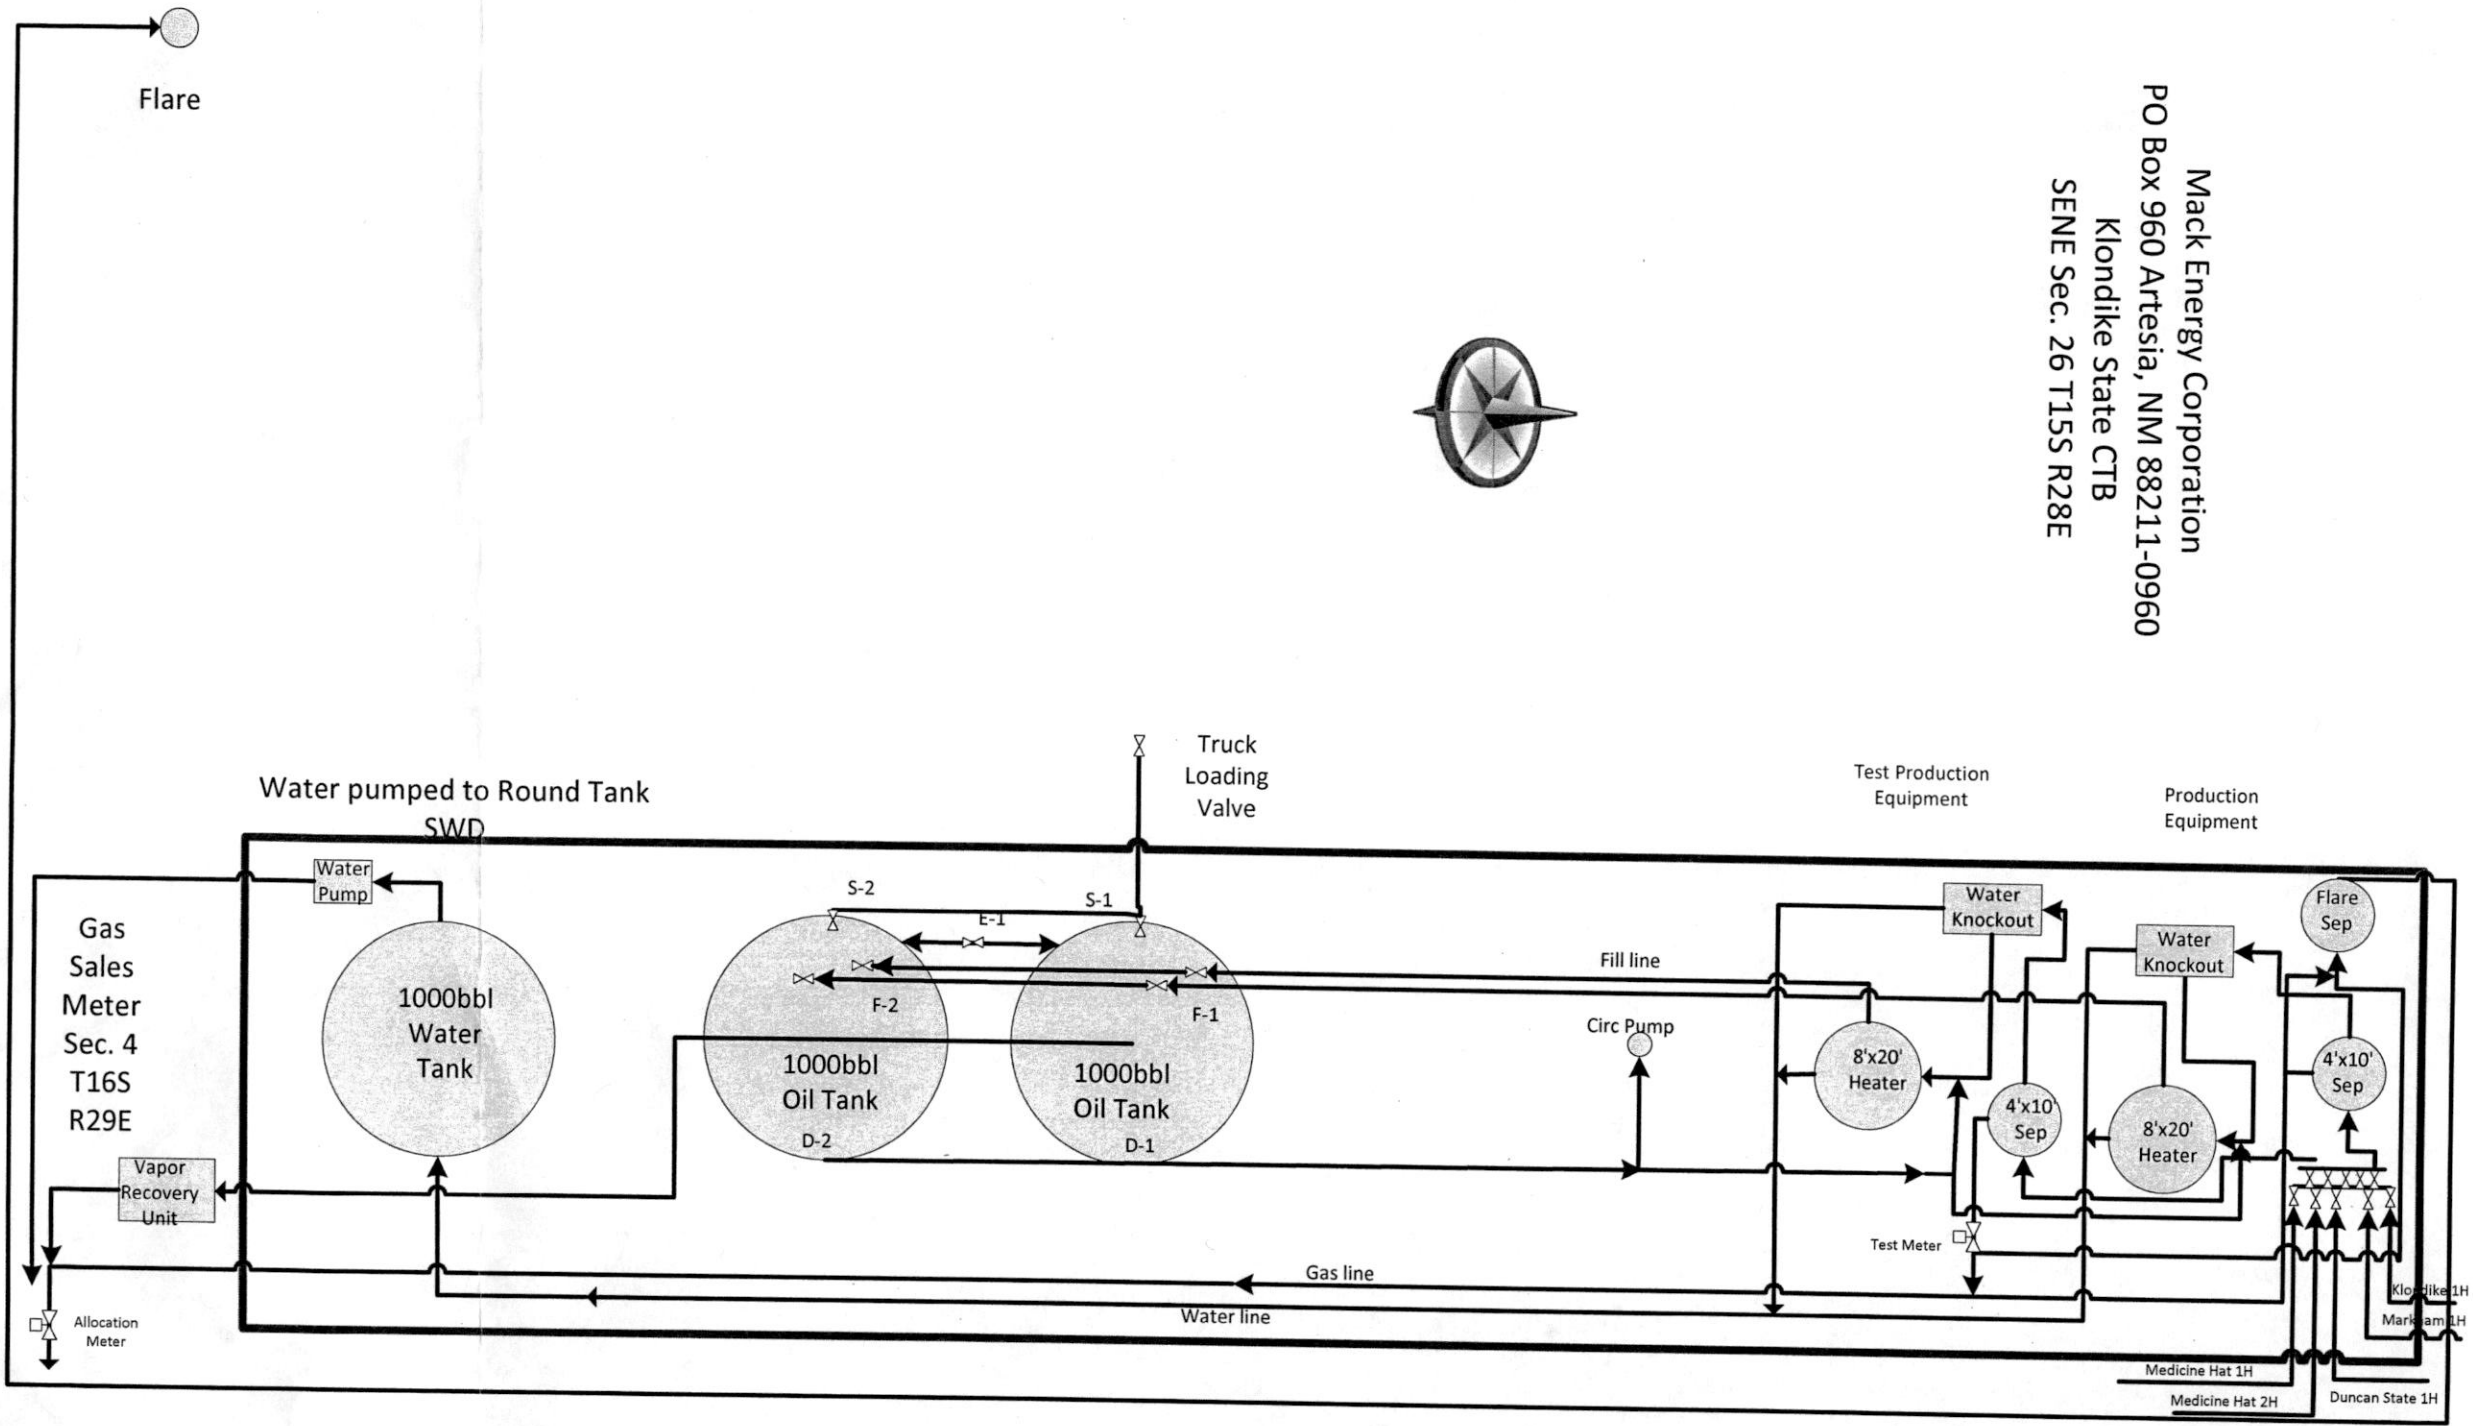 Flare
Mack Energy Corporation
PO Box 960 Artesia, NM 88211-0960
Klondike State CTB
SENE Sec. 26 T15S R28E
Truck
Loading
Valve
Water pumped to Round Tank
SWD
Test Production
Equipment
Production
Equipment
Water
Pump
S-2
S-1
E-1
Water
Knockout
Water
Knockout
Flare
Sep
Gas
Sales
Meter
Sec. 4
T16S
R29E
1000bbl
Water
Tank
F-2
F-1
Fill line
Circ Pump
1000bbl
Oil Tank
D-2
1000bbl
Oil Tank
D-1
8'x20'
Heater
4'x10'
Sep
8'x20'
Heater
4'x10'
Sep
Vapor
Recovery
Unit
Test Meter
Gas line
Water line
Allocation
Meter
Klondike 1H
Markham 1H
Medicine Hat 1H
Medicine Hat 2H
Duncan State 1H